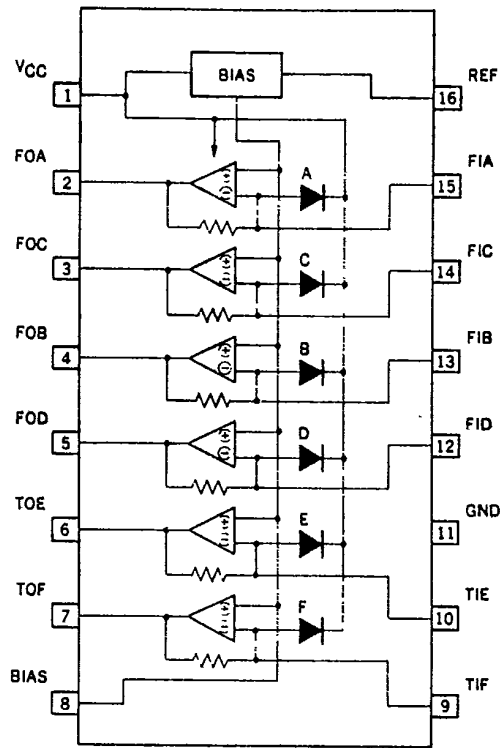 VCC
1
BIAS
REF
16
FOA
2
A
FIA
15
FOC
3
C
FIC
14
FOB
4
B
FIB
13
FOD
5
D
FID
12
TOE
6
E
GND
11
TOF
7
F
TIE
10
BIAS
8
TIF
9